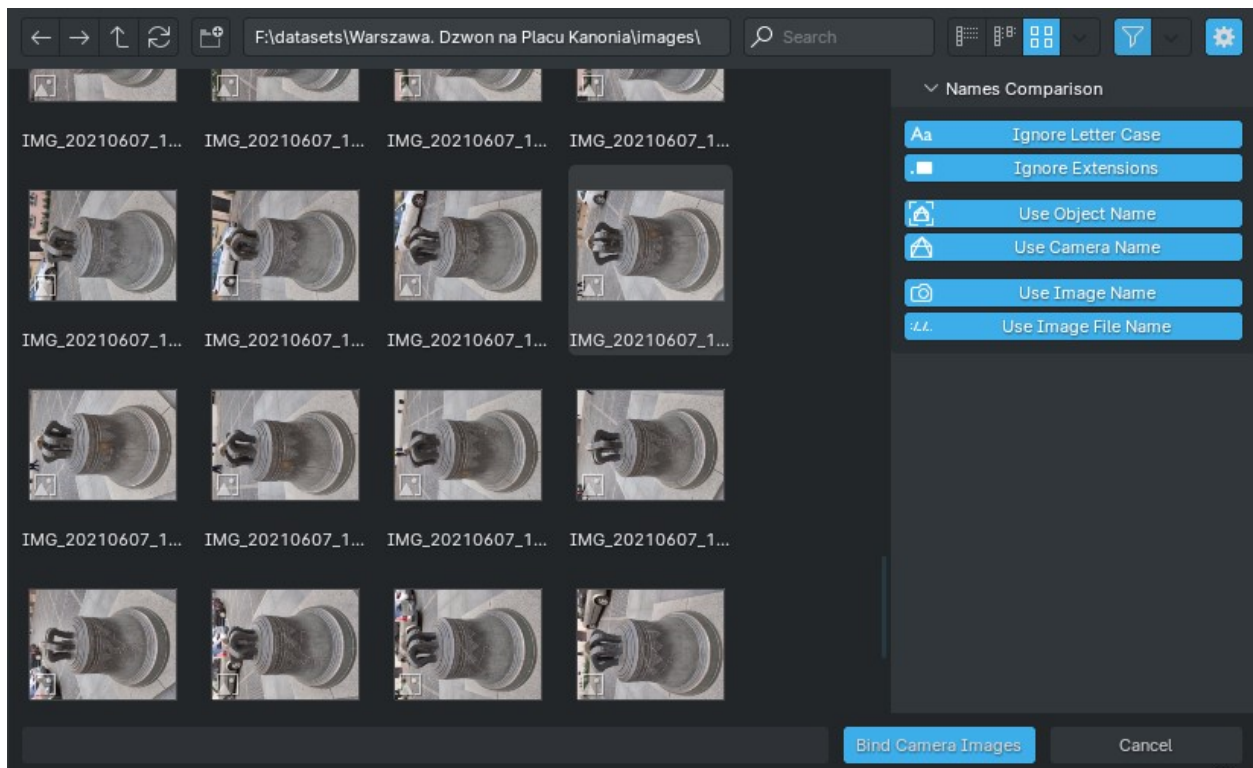 F:\datasets\Warszawa. Dzwon na Placu Kanonia\images\
Search
Names Comparison
IMG_20210607_1... IMG_20210607_1... IMG_20210607_1... IMG_20210607_1...
Aa Ignore Letter Case
Ignore Extensions
Use Object Name
Use Camera Name
Use Image Name
Use Image File Name
IMG_20210607_1... IMG_20210607_1... IMG_20210607_1... IMG_20210607_1...
IMG_20210607_1... IMG_20210607_1... IMG_20210607_1... IMG_20210607_1...
Bind Camera Images
Cancel